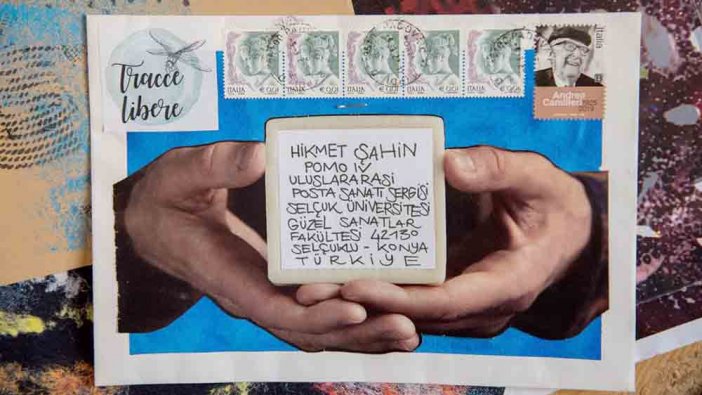 Tracce
libere
ITALIA
ITALIA
ITALIA
ITALIA
ITALIA
Italia
Andrea
Camilleri
HİKMET ŞAHİN
POMO IV
ULUSLARARASI
POSTA SANATI SERGİSİ
SELÇUK ÜNİVERSİTESİ
GÜZEL SANATLAR
FAKÜLTESİ 42130
SELÇUKLU - KONYA
TÜRKİYE